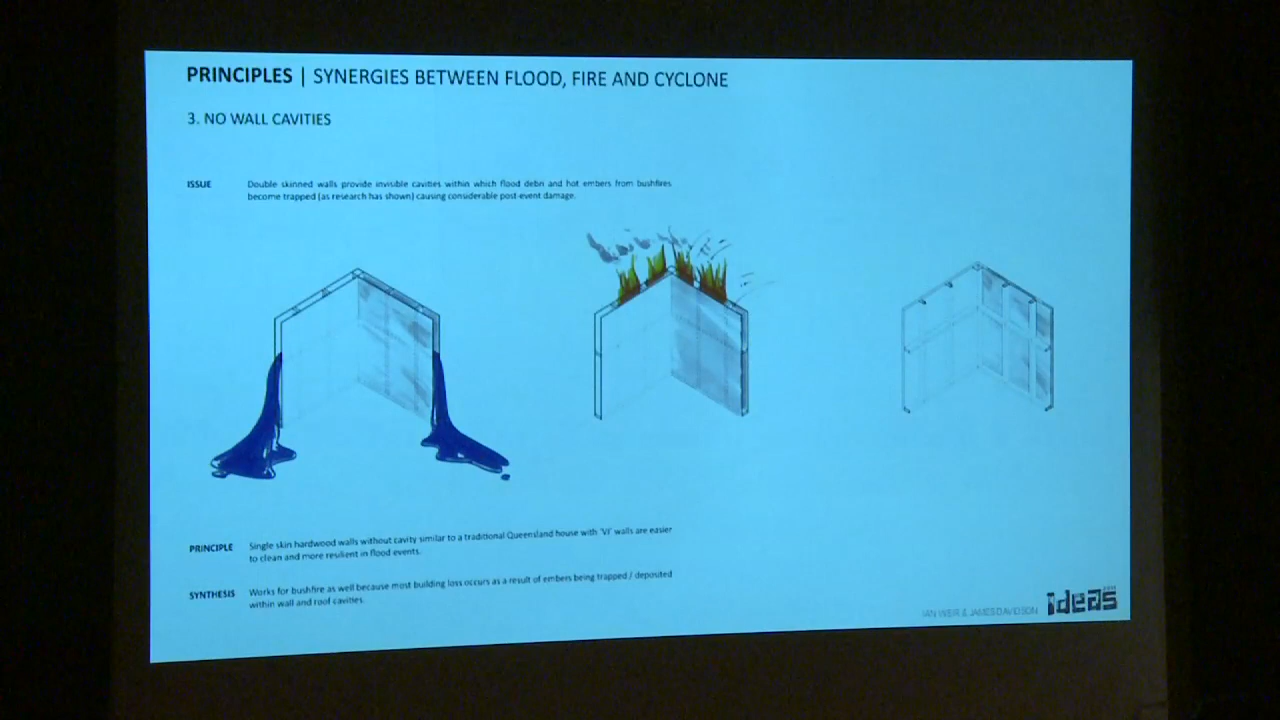 PRINCIPLES | SYNERGIES BETWEEN FLOOD, FIRE AND CYCLONE
3. NO WALL CAVITIES
ISSUE Double skinned walls provide invisible cavities within which flood debri and hot embers from bushfires
become trapped (as research has shown) causing considerable post-event damage.
PRINCIPLE Single skin hardwood walls without cavity similar to a traditional Queensland house with 'VJ' walls are easier
to clean and more resilient in flood events.
SYNTHESIS Works for bushfire as well because most building loss occurs as a result of embers being trapped / deposited
within wall and roof cavities.
IAN WEIR & JAMES DAVIDSON ideas